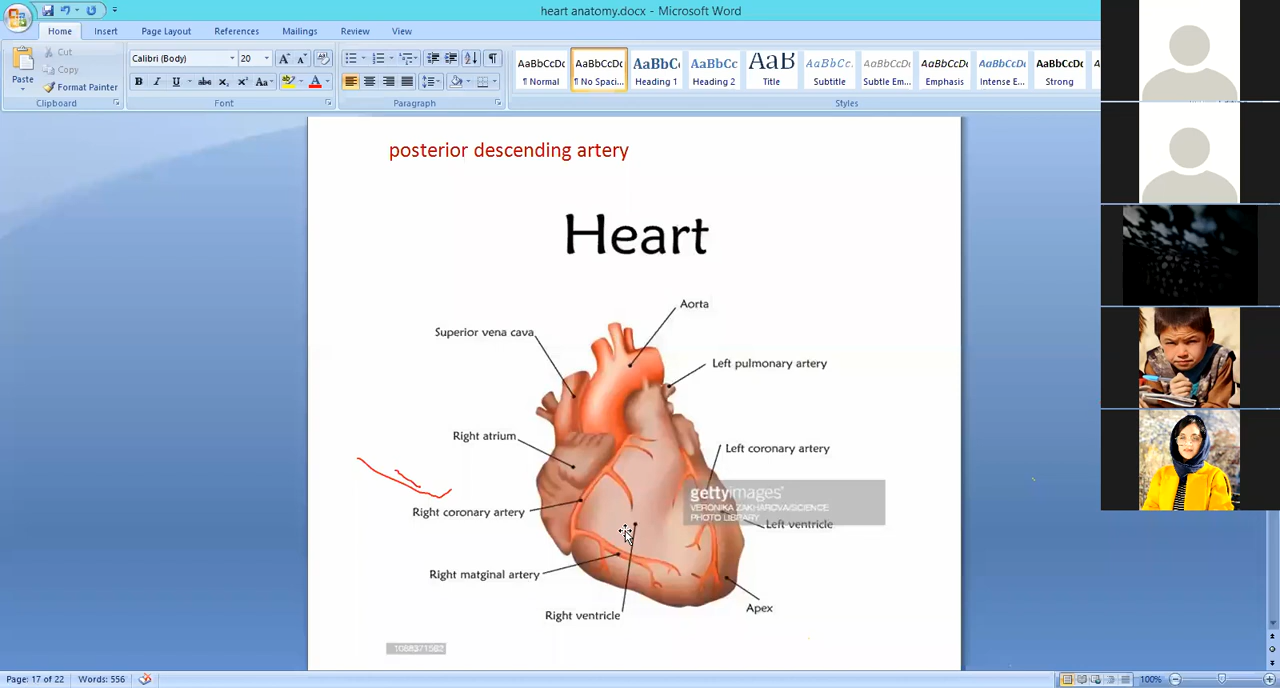 heart anatomy.docx - Microsoft Word
Home Insert Page Layout References Mailings Review View
Cut
Copy
Format Painter
Paste
Clipboard
Calibri (Body) 20
Font
Paragraph
AaBbCcDc AaBbCcDc AaBbC AaBbCc AaB AaBbCc. AaBbCcDc AaBbCcDc AaBbCcDc AaBbCcDc
¶ Normal ¶ No Spaci... Heading 1 Heading 2 Title Subtitle Subtle Em... Emphasis Intense E... Strong
Styles
posterior descending artery
Heart
Aorta
Superior vena cava
Left pulmonary artery
Right atrium
Left coronary artery
gettyimages
VERONIKA ZAKHAROVA/SCIENCE
PHOTO LIBRARY
Right coronary artery
Left ventricle
Right matginal artery
Apex
Right ventricle
1088371562
Page: 17 of 22 Words: 556 100%